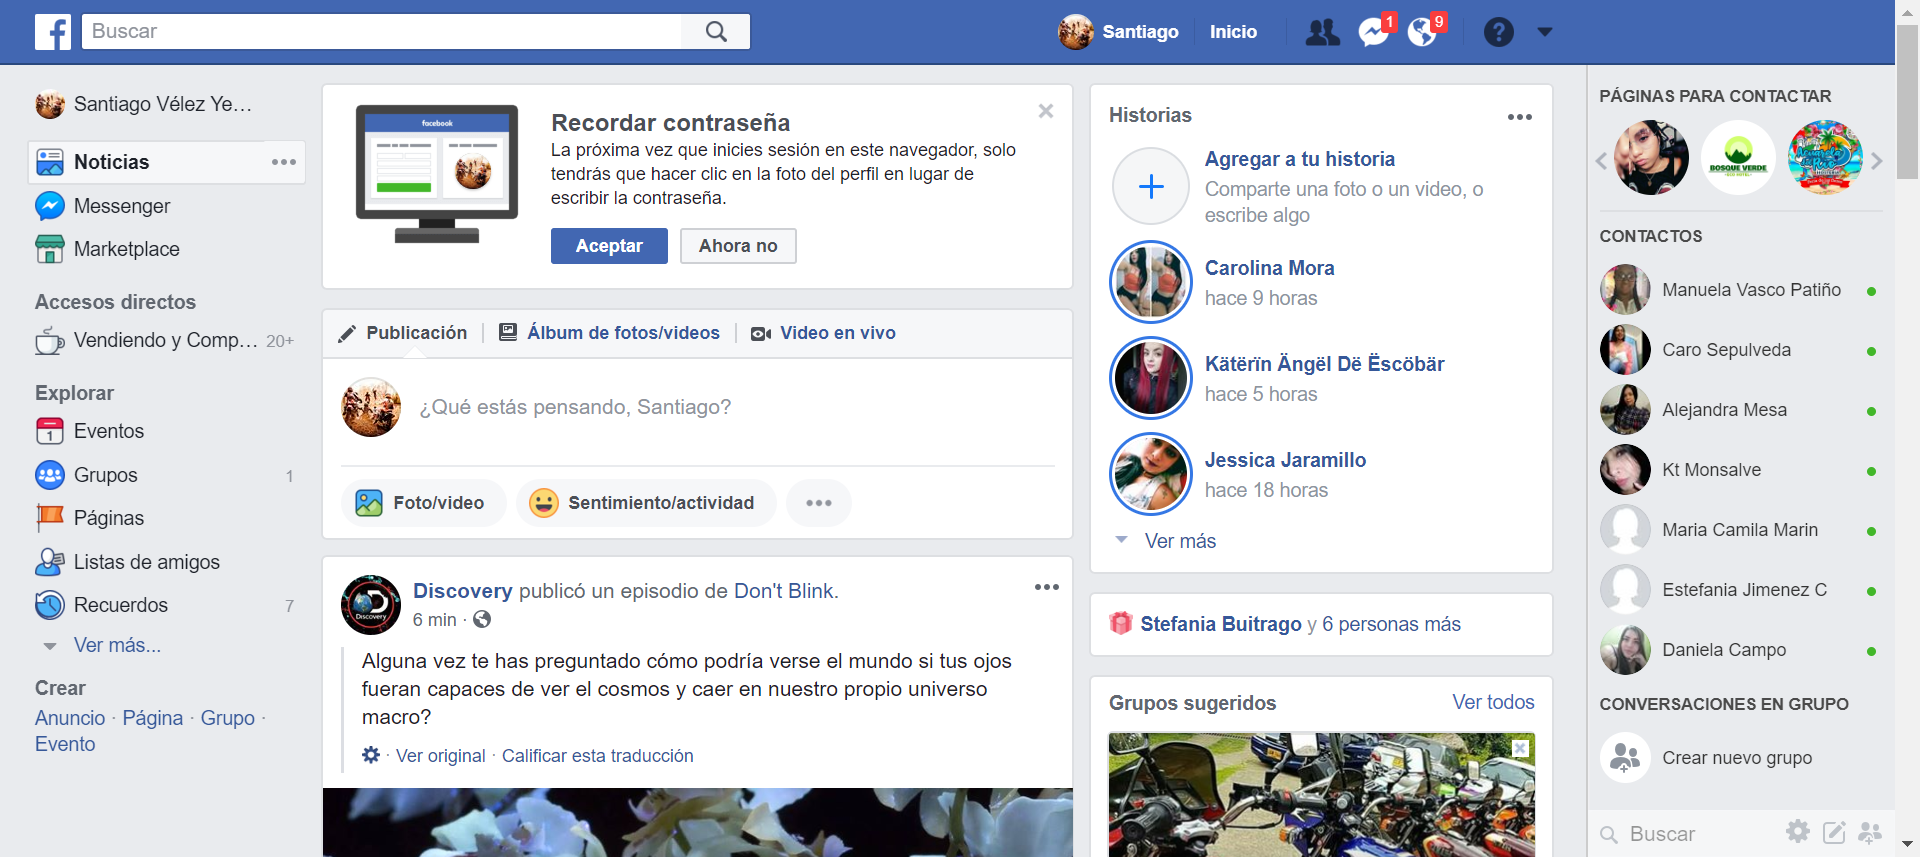 Buscar
Santiago
Inicio
1
9
Santiago Vélez Ye...
Noticias
Messenger
Marketplace
Accesos directos
Vendiendo y Comp... 20+
Explorar
1
Eventos
Grupos 1
Páginas
Listas de amigos
Recuerdos 7
Ver más...
Crear
Anuncio · Página · Grupo ·
Evento
facebook
Recordar contraseña
La próxima vez que inicies sesión en este navegador, solo
tendrás que hacer clic en la foto del perfil en lugar de
escribir la contraseña.
Aceptar
Ahora no
Publicación
Álbum de fotos/videos
Video en vivo
¿Qué estás pensando, Santiago?
Foto/video
Sentimiento/actividad
Discovery
Discovery publicó un episodio de Don't Blink.
6 min ·
Alguna vez te has preguntado cómo podría verse el mundo si tus ojos
fueran capaces de ver el cosmos y caer en nuestro propio universo
macro?
· Ver original · Calificar esta traducción
Historias
Agregar a tu historia
Comparte una foto o un video, o
escribe algo
Carolina Mora
hace 9 horas
Kätërïn Ängël Dë Ëscöbär
hace 5 horas
Jessica Jaramillo
hace 18 horas
Ver más
Stefania Buitrago y 6 personas más
Grupos sugeridos
Ver todos
PÁGINAS PARA CONTACTAR
BOSQUE VERDE
CONTACTOS
Manuela Vasco Patiño
Caro Sepulveda
Alejandra Mesa
Kt Monsalve
Maria Camila Marin
Estefania Jimenez C
Daniela Campo
CONVERSACIONES EN GRUPO
Crear nuevo grupo
Buscar